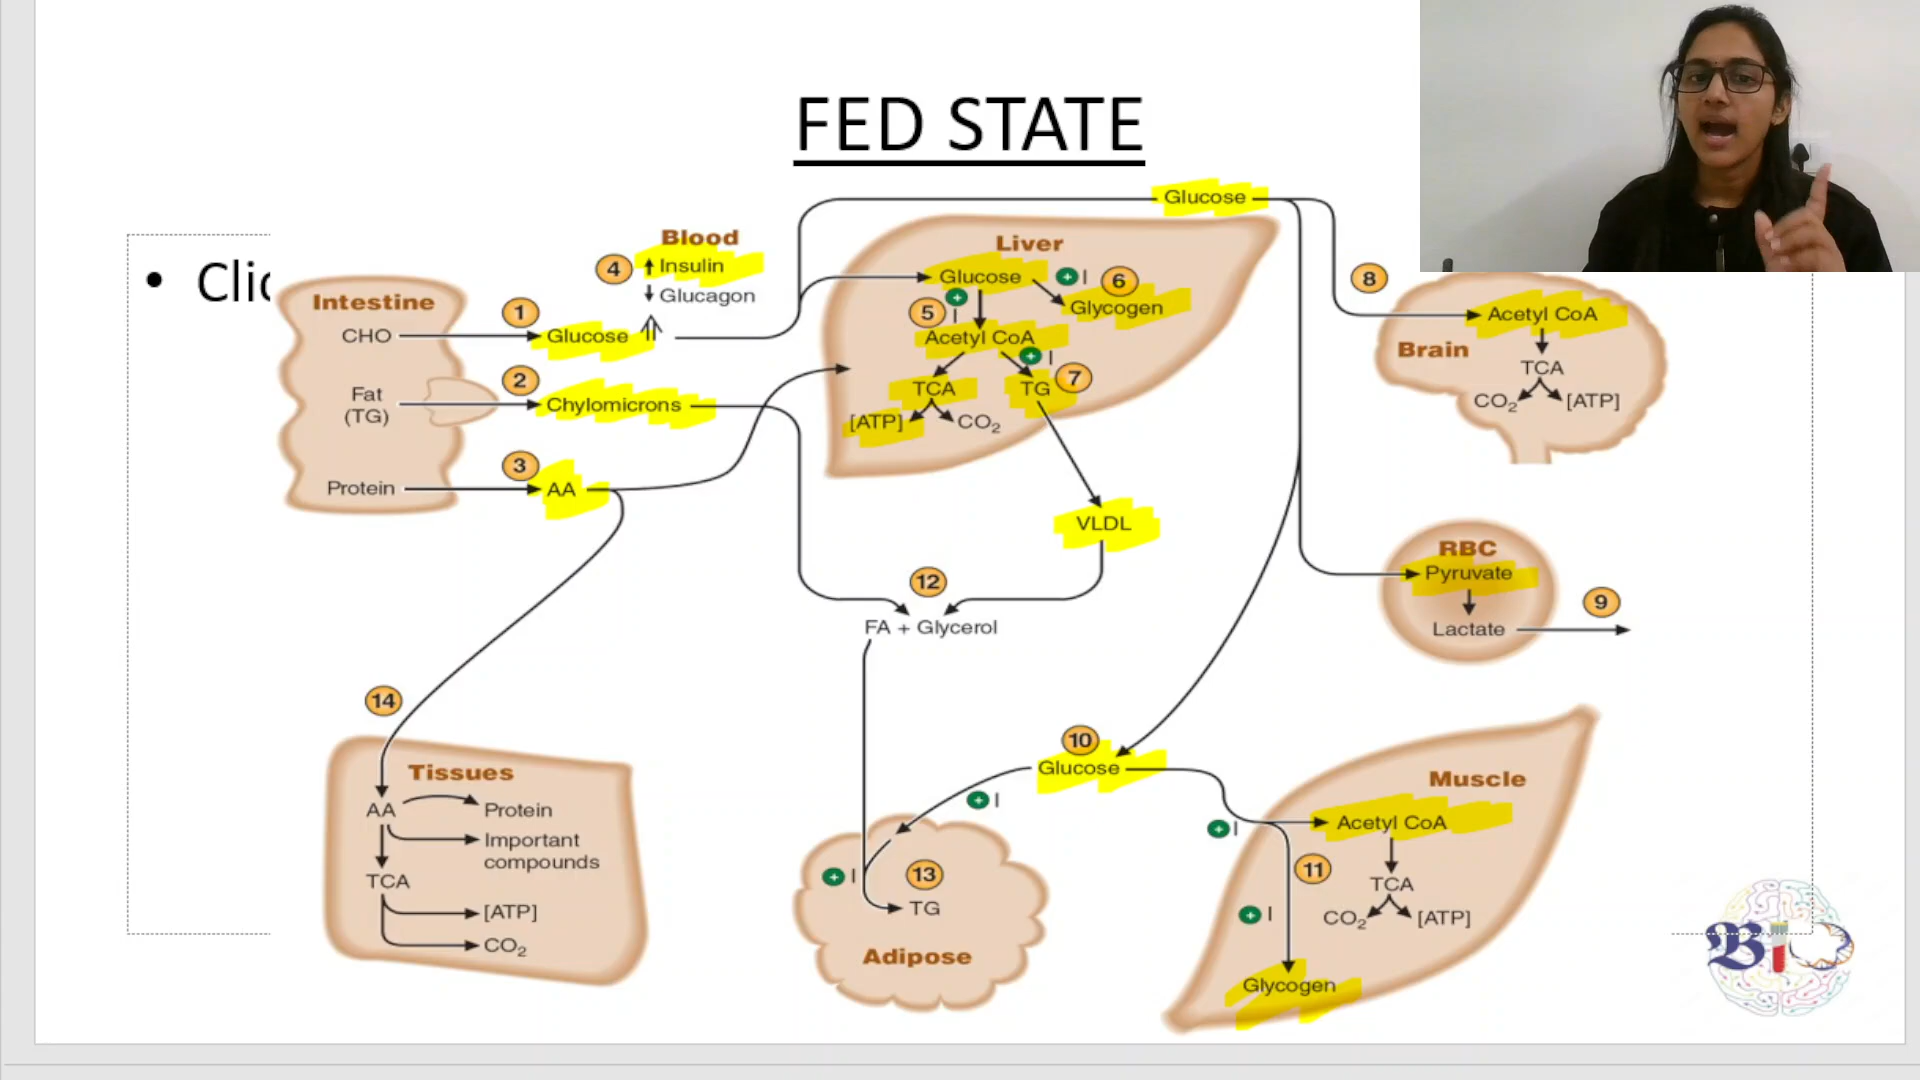 FED STATE
• Clic
Intestine
CHO
Fat
(TG)
Protein
1
Glucose
2
Chylomicrons
3
AA
Blood
4
Insulin
Glucagon
Glucose
Liver
Glucose
+ I
6
Glycogen
5
+ I
Acetyl CoA
+ I
7
TCA
TG
[ATP]
CO2
VLDL
12
FA + Glycerol
8
Acetyl CoA
Brain
TCA
CO2
[ATP]
RBC
Pyruvate
Lactate
9
14
Tissues
AA
Protein
Important
compounds
TCA
[ATP]
CO2
10
Glucose
+ I
+ I
+ I
13
TG
Adipose
Muscle
Acetyl CoA
11
TCA
CO2
[ATP]
+ I
Glycogen
BIO